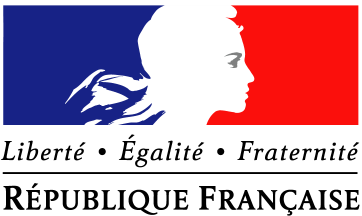 Liberté • Égalité • Fraternité
RÉPUBLIQUE FRANÇAISE